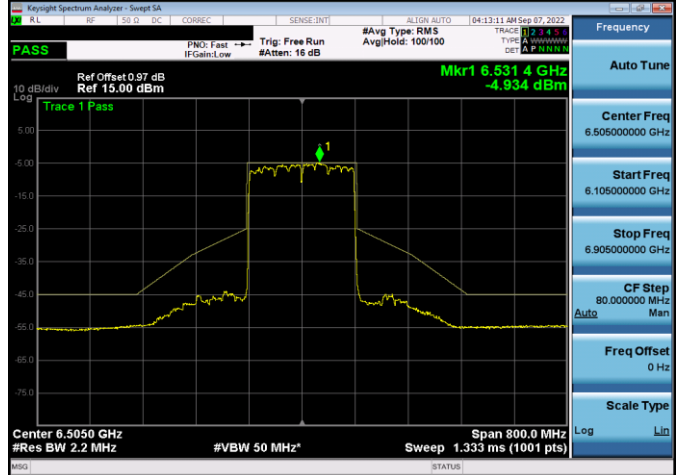 Keysight Spectrum Analyzer - Swept SA
RL RF 50 Ω DC CORREC SENSE:INT ALIGN AUTO 04:13:11 AM Sep 07, 2022
PASS
PNO: Fast
IFGain:Low
Trig: Free Run
#Atten: 16 dB
#Avg Type: RMS
Avg|Hold: 100/100
TRACE 1 2 3 4 5 6
TYPE A WWWWW
DET A P N N N N
Ref Offset 0.97 dB
Ref 15.00 dBm
10 dB/div
Log
Mkr1 6.531 4 GHz
-4.934 dBm
Trace 1 Pass
1
5.00
-5.00
-15.0
-25.0
-35.0
-45.0
-55.0
-65.0
-75.0
Center 6.5050 GHz
#Res BW 2.2 MHz
#VBW 50 MHz*
Span 800.0 MHz
Sweep 1.333 ms (1001 pts)
MSG
STATUS
Frequency
Auto Tune
Center Freq
6.505000000 GHz
Start Freq
6.105000000 GHz
Stop Freq
6.905000000 GHz
CF Step
80.000000 MHz
Auto Man
Freq Offset
0 Hz
Scale Type
Log Lin